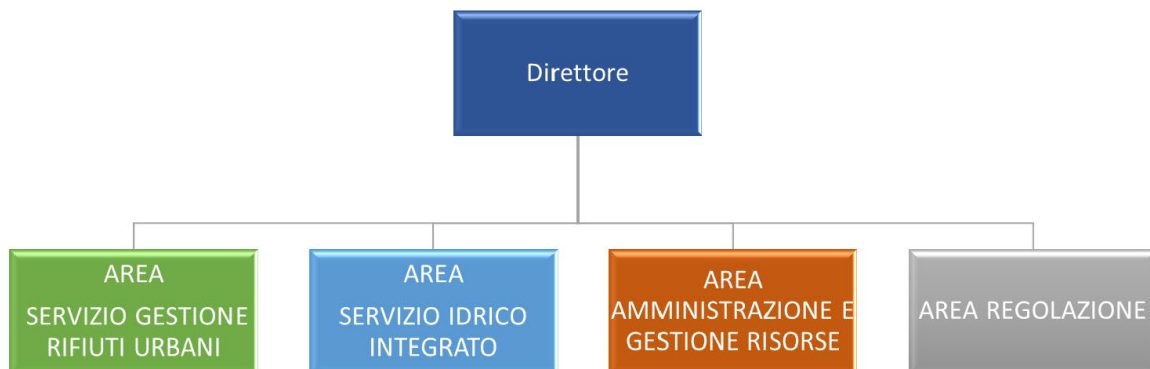 Direttore
AREA
SERVIZIO GESTIONE
RIFIUTI URBANI
AREA
SERVIZIO IDRICO
INTEGRATO
AREA
AMMINISTRAZIONE E
GESTIONE RISORSE
AREA REGOLAZIONE